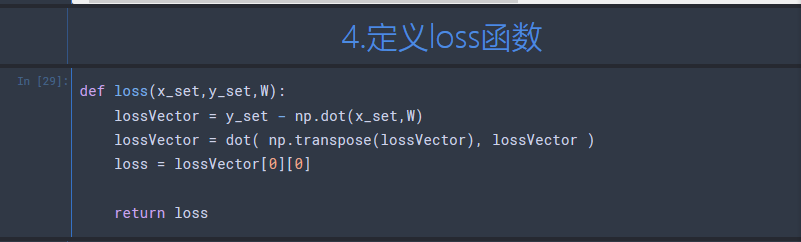 4.定义loss函数
In [29]:
def loss(x_set,y_set,W):
    lossVector = y_set - np.dot(x_set,W)
    lossVector = dot( np.transpose(lossVector), lossVector )
    loss = lossVector[0][0]
    return loss